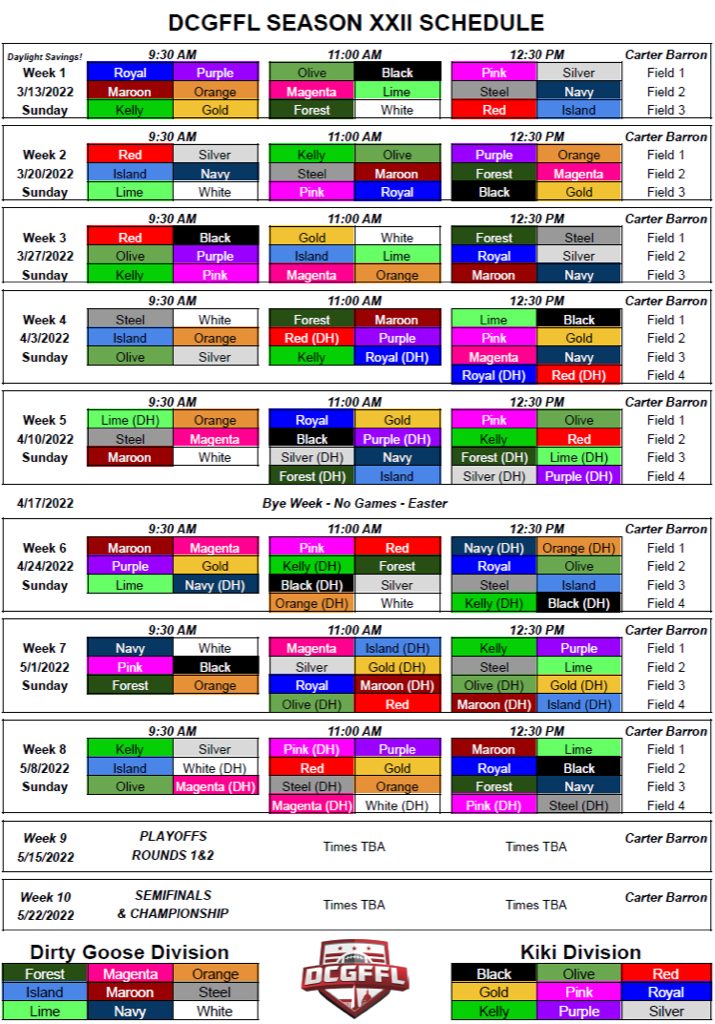 DCGFFL SEASON XXII SCHEDULE
Daylight Savings! 9:30 AM 11:00 AM 12:30 PM Carter Barron
Week 1 Royal Purple Olive Black Pink Silver Field 1
3/13/2022 Maroon Orange Magenta Lime Steel Navy Field 2
Sunday Kelly Gold Forest White Red Island Field 3
9:30 AM 11:00 AM 12:30 PM Carter Barron
Week 2 Red Silver Kelly Olive Purple Orange Field 1
3/20/2022 Island Navy Steel Maroon Forest Magenta Field 2
Sunday Lime White Pink Royal Black Gold Field 3
9:30 AM 11:00 AM 12:30 PM Carter Barron
Week 3 Red Black Gold White Forest Steel Field 1
3/27/2022 Olive Purple Island Lime Royal Silver Field 2
Sunday Kelly Pink Magenta Orange Maroon Navy Field 3
9:30 AM 11:00 AM 12:30 PM Carter Barron
Week 4 Steel White Forest Maroon Lime Black Field 1
4/3/2022 Island Orange Red (DH) Purple Pink Gold Field 2
Sunday Olive Silver Kelly Royal (DH) Magenta Navy Field 3
Royal (DH) Red (DH) Field 4
9:30 AM 11:00 AM 12:30 PM Carter Barron
Week 5 Lime (DH) Orange Royal Gold Pink Olive Field 1
4/10/2022 Steel Magenta Black Purple (DH) Kelly Red Field 2
Sunday Maroon White Silver (DH) Navy Forest (DH) Lime (DH) Field 3
Forest (DH) Island Silver (DH) Purple (DH) Field 4
4/17/2022 Bye Week - No Games - Easter
9:30 AM 11:00 AM 12:30 PM Carter Barron
Week 6 Maroon Magenta Pink Red Navy (DH) Orange (DH) Field 1
4/24/2022 Purple Gold Kelly (DH) Forest Royal Olive Field 2
Sunday Lime Navy (DH) Black (DH) Silver Steel Island Field 3
Orange (DH) White Kelly (DH) Black (DH) Field 4
9:30 AM 11:00 AM 12:30 PM Carter Barron
Week 7 Navy White Magenta Island (DH) Kelly Purple Field 1
5/1/2022 Pink Black Silver Gold (DH) Steel Lime Field 2
Sunday Forest Orange Royal Maroon (DH) Olive (DH) Gold (DH) Field 3
Olive (DH) Red Maroon (DH) Island (DH) Field 4
9:30 AM 11:00 AM 12:30 PM Carter Barron
Week 8 Kelly Silver Pink (DH) Purple Maroon Lime Field 1
5/8/2022 Island White (DH) Red Gold Royal Black Field 2
Sunday Olive Magenta (DH) Steel (DH) Orange Forest Navy Field 3
Magenta (DH) White (DH) Pink (DH) Steel (DH) Field 4
Week 9 PLAYOFFS Times TBA Times TBA Carter Barron
5/15/2022 ROUNDS 1&2
Week 10 SEMIFINALS Times TBA Times TBA Carter Barron
5/22/2022 & CHAMPIONSHIP
Dirty Goose Division DCGFFL Kiki Division
Forest Magenta Orange Black Olive Red
Island Maroon Steel Gold Pink Royal
Lime Navy White Kelly Purple Silver